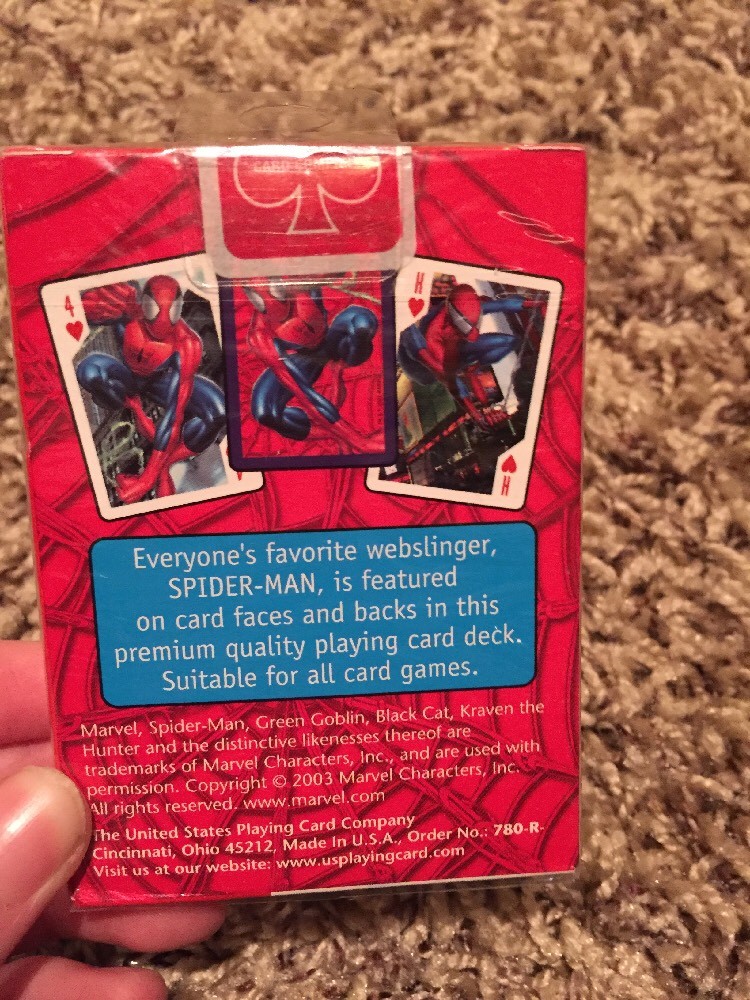 4
H
H
Everyone's favorite webslinger,
SPIDER-MAN, is featured
on card faces and backs in this
premium quality playing card deck.
Suitable for all card games.
Marvel, Spider-Man, Green Goblin, Black Cat, Kraven the
Hunter and the distinctive likenesses thereof are
trademarks of Marvel Characters, Inc., and are used with
permission. Copyright © 2003 Marvel Characters, Inc.
All rights reserved. www.marvel.com
The United States Playing Card Company
Cincinnati, Ohio 45212, Made In U.S.A., Order No.: 780-R-
Visit us at our website: www.usplayingcard.com